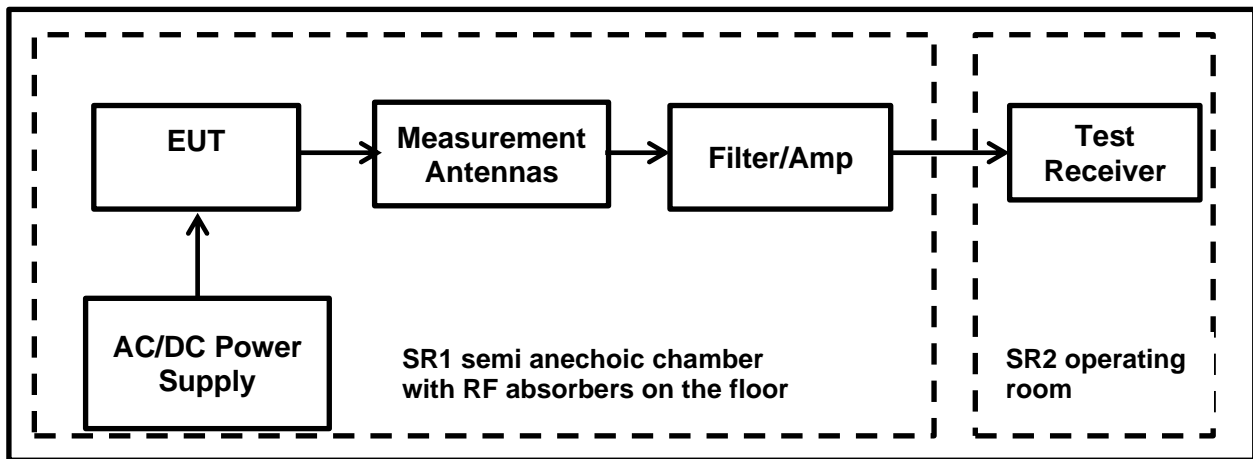 EUT
Measurement
Antennas
Filter/Amp
Test
Receiver
AC/DC Power
Supply
SR1 semi anechoic chamber
with RF absorbers on the floor
SR2 operating
room